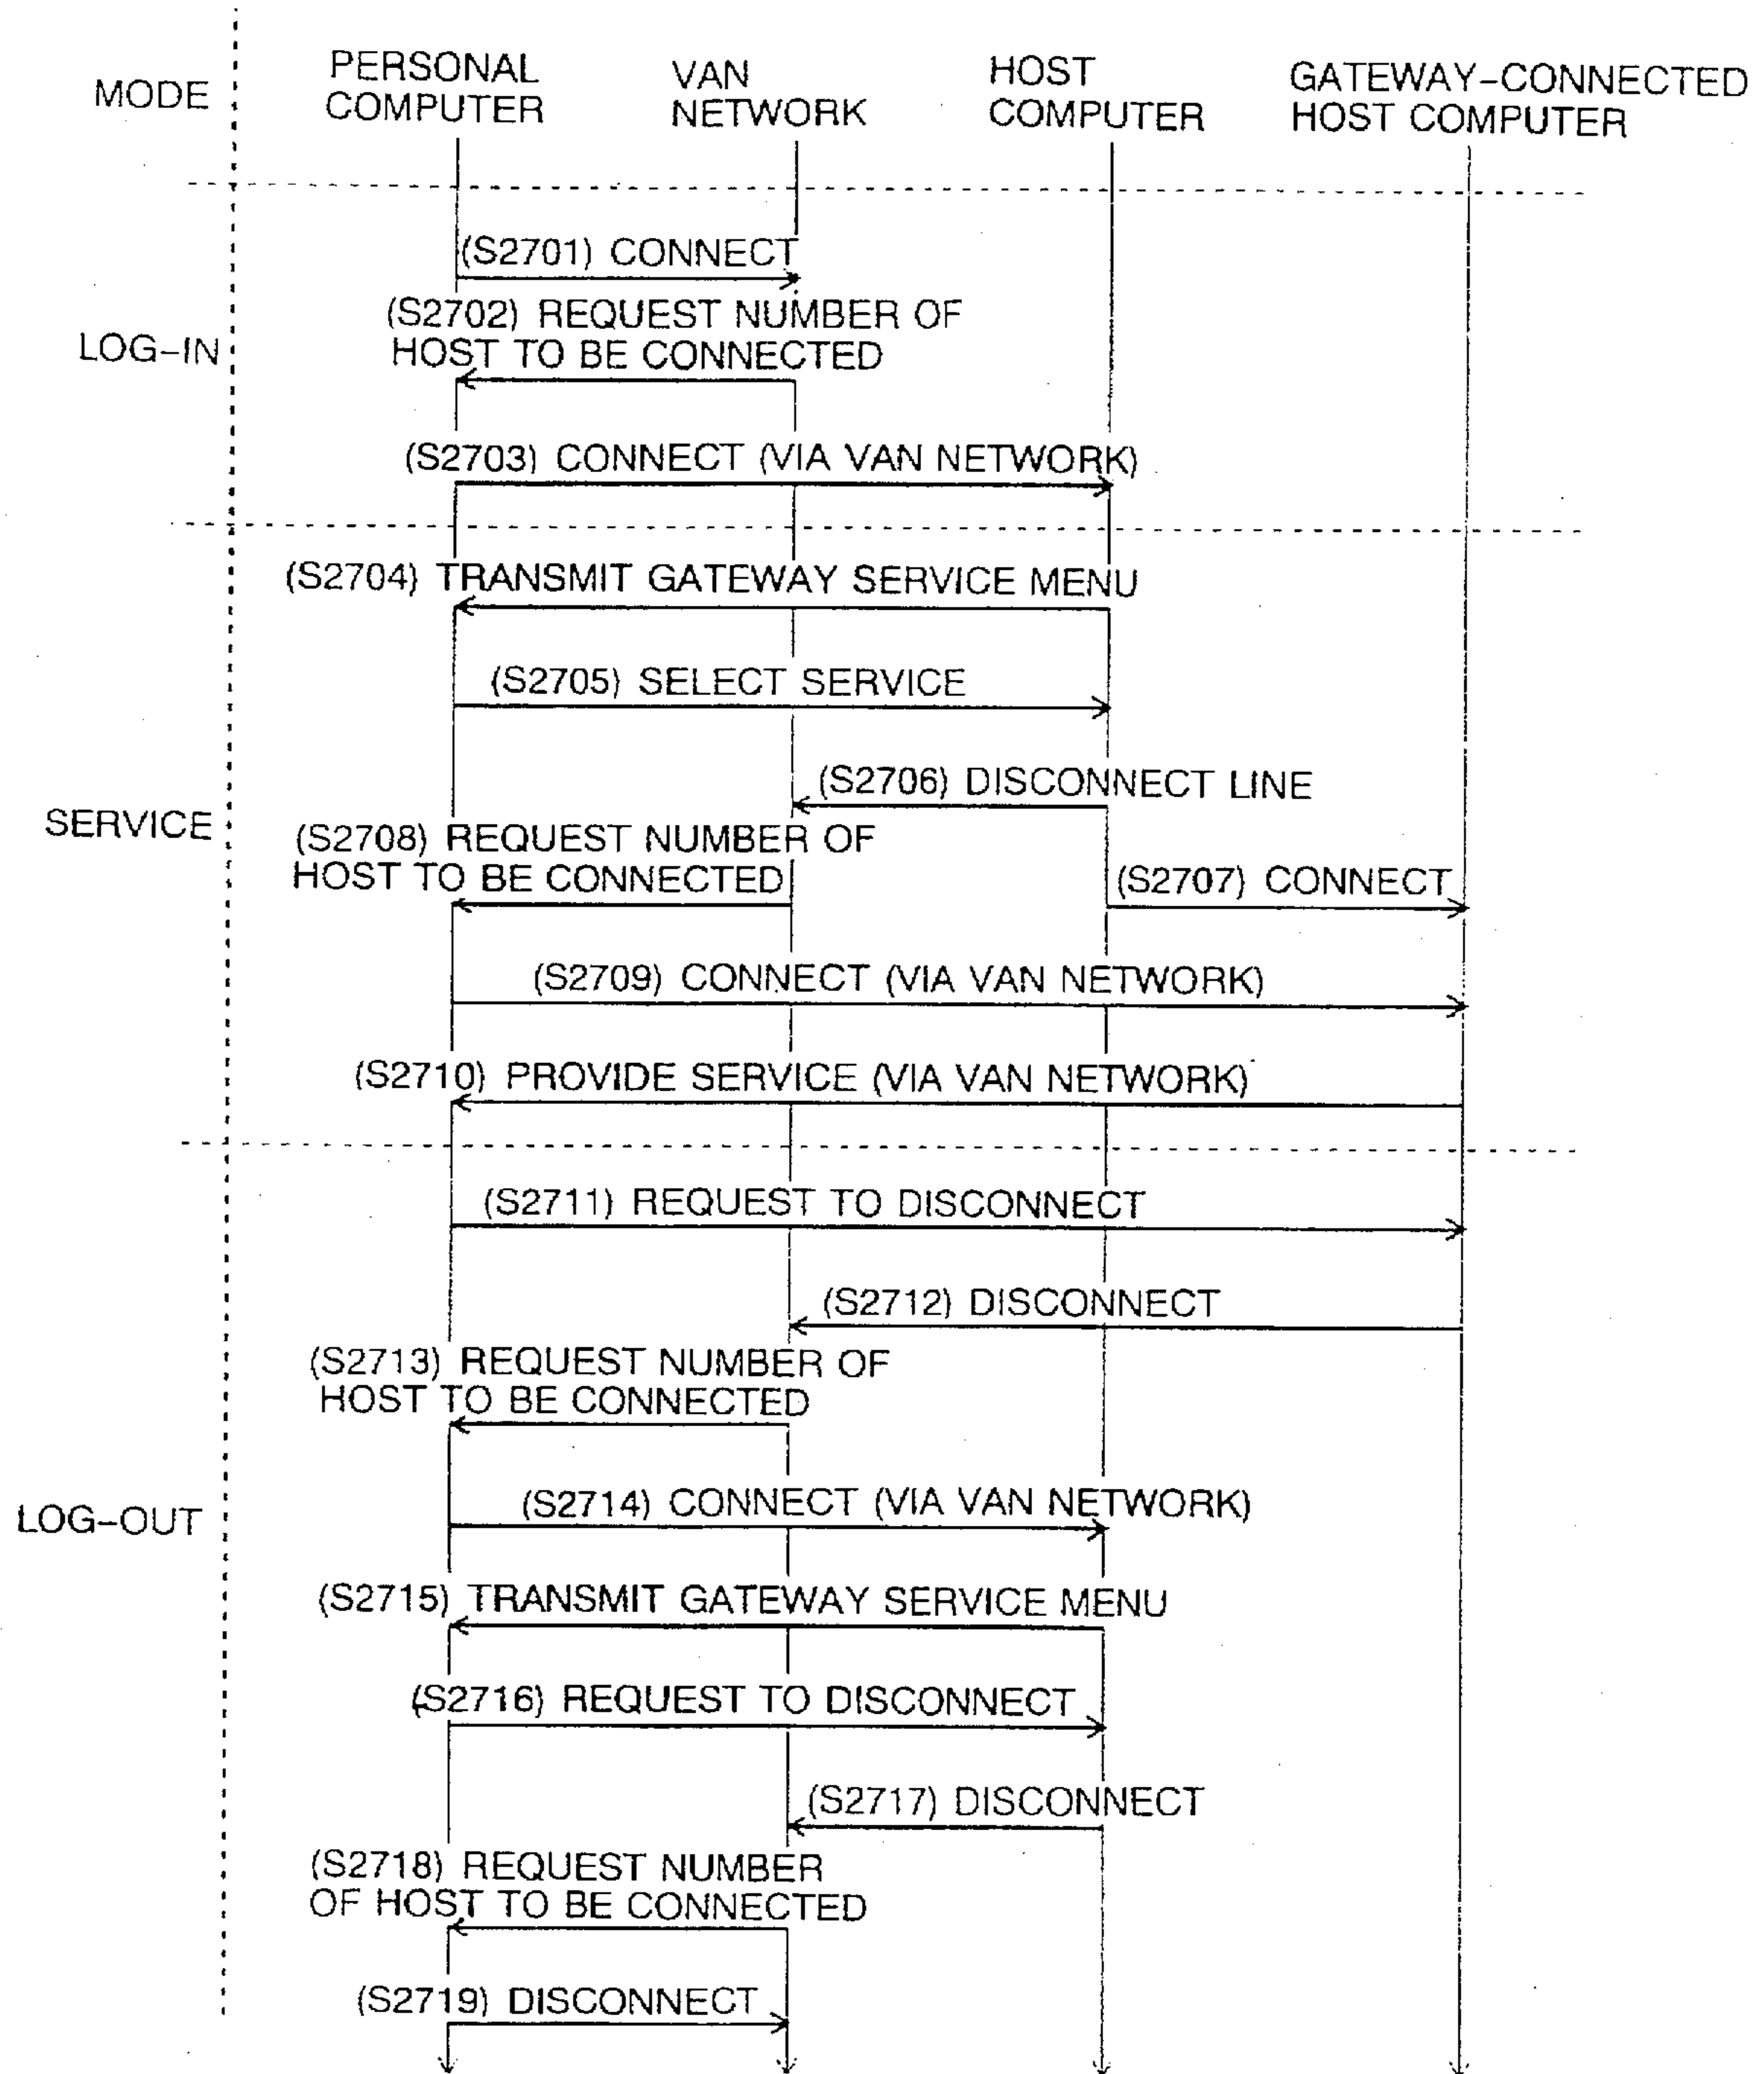 MODE
PERSONAL
COMPUTER
VAN
NETWORK
HOST
COMPUTER
GATEWAY-CONNECTED
HOST COMPUTER
LOG-IN
(S2701) CONNECT
(S2702) REQUEST NUMBER OF
HOST TO BE CONNECTED
(S2703) CONNECT (VIA VAN NETWORK)
SERVICE
(S2704) TRANSMIT GATEWAY SERVICE MENU
(S2705) SELECT SERVICE
(S2706) DISCONNECT LINE
(S2708) REQUEST NUMBER OF
HOST TO BE CONNECTED
(S2707) CONNECT
(S2709) CONNECT (VIA VAN NETWORK)
(S2710) PROVIDE SERVICE (VIA VAN NETWORK)
LOG-OUT
(S2711) REQUEST TO DISCONNECT
(S2712) DISCONNECT
(S2713) REQUEST NUMBER OF
HOST TO BE CONNECTED
(S2714) CONNECT (VIA VAN NETWORK)
(S2715) TRANSMIT GATEWAY SERVICE MENU
(S2716) REQUEST TO DISCONNECT
(S2717) DISCONNECT
(S2718) REQUEST NUMBER
OF HOST TO BE CONNECTED
(S2719) DISCONNECT